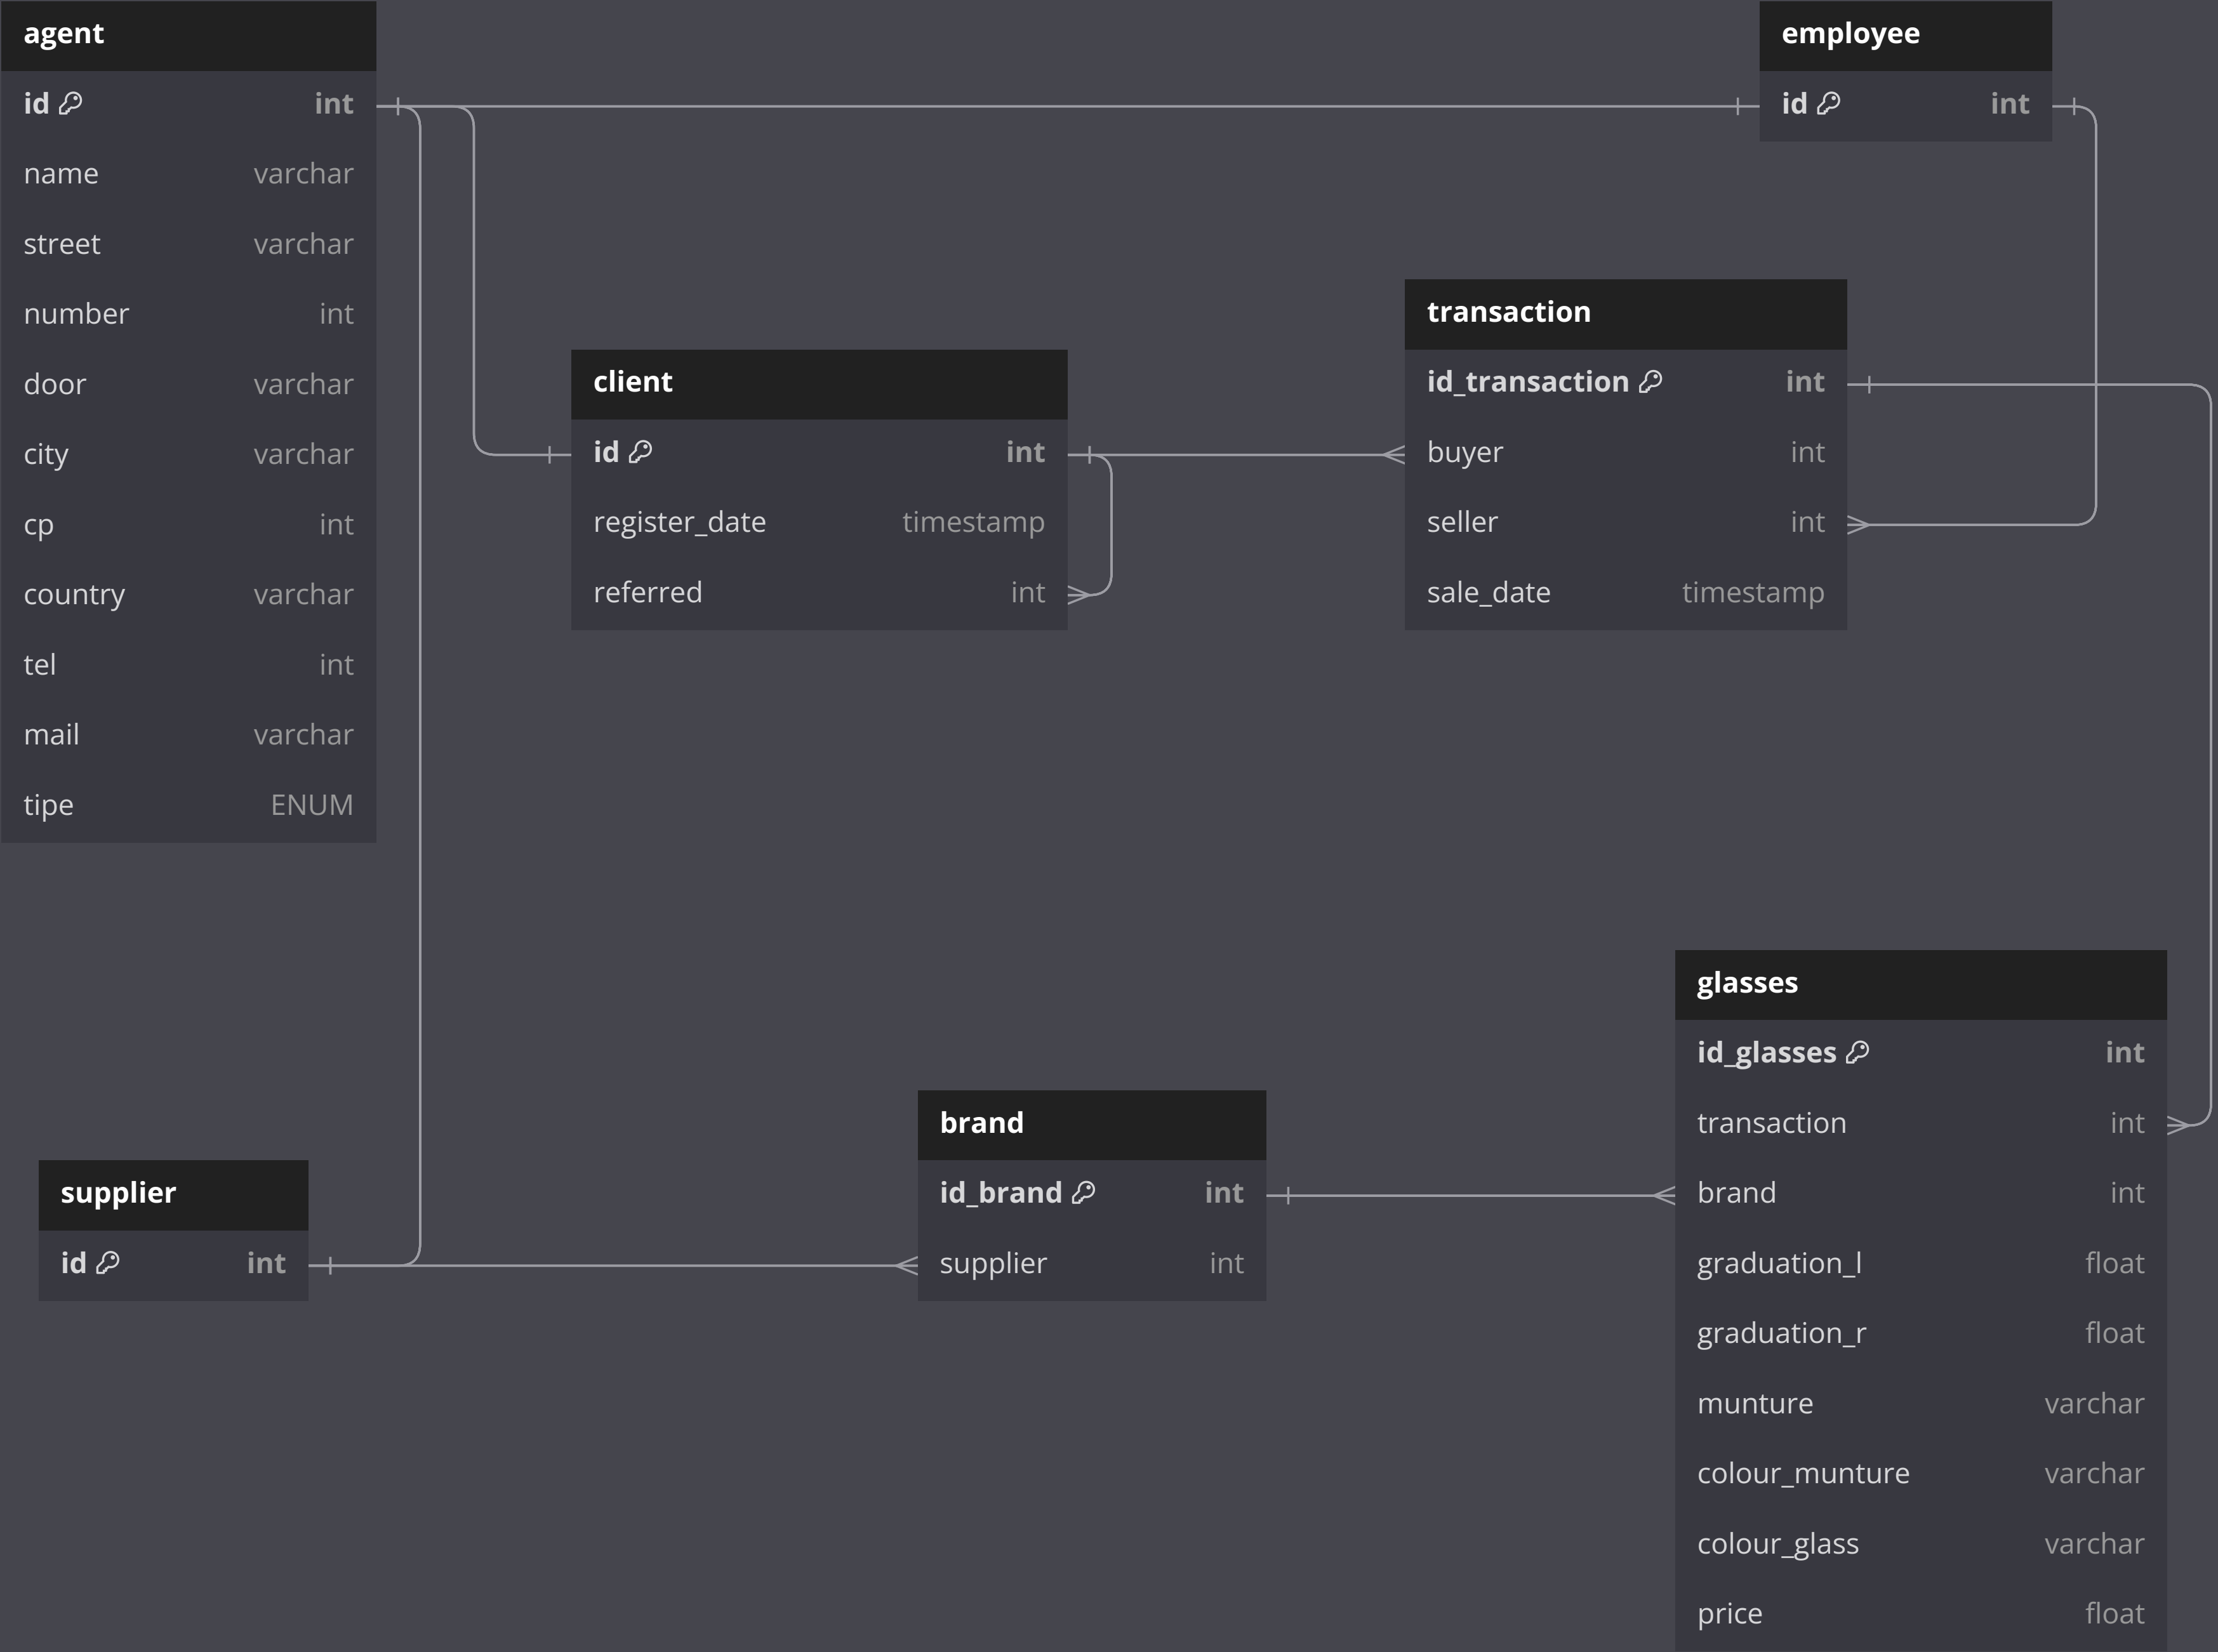 agent
id int
name varchar
street varchar
number int
door varchar
city varchar
cp int
country varchar
tel int
mail varchar
tipe ENUM
employee
id int
client
id int
register_date timestamp
referred int
transaction
id_transaction int
buyer int
seller int
sale_date timestamp
supplier
id int
brand
id_brand int
supplier int
glasses
id_glasses int
transaction int
brand int
graduation_l float
graduation_r float
munture varchar
colour_munture varchar
colour_glass varchar
price float